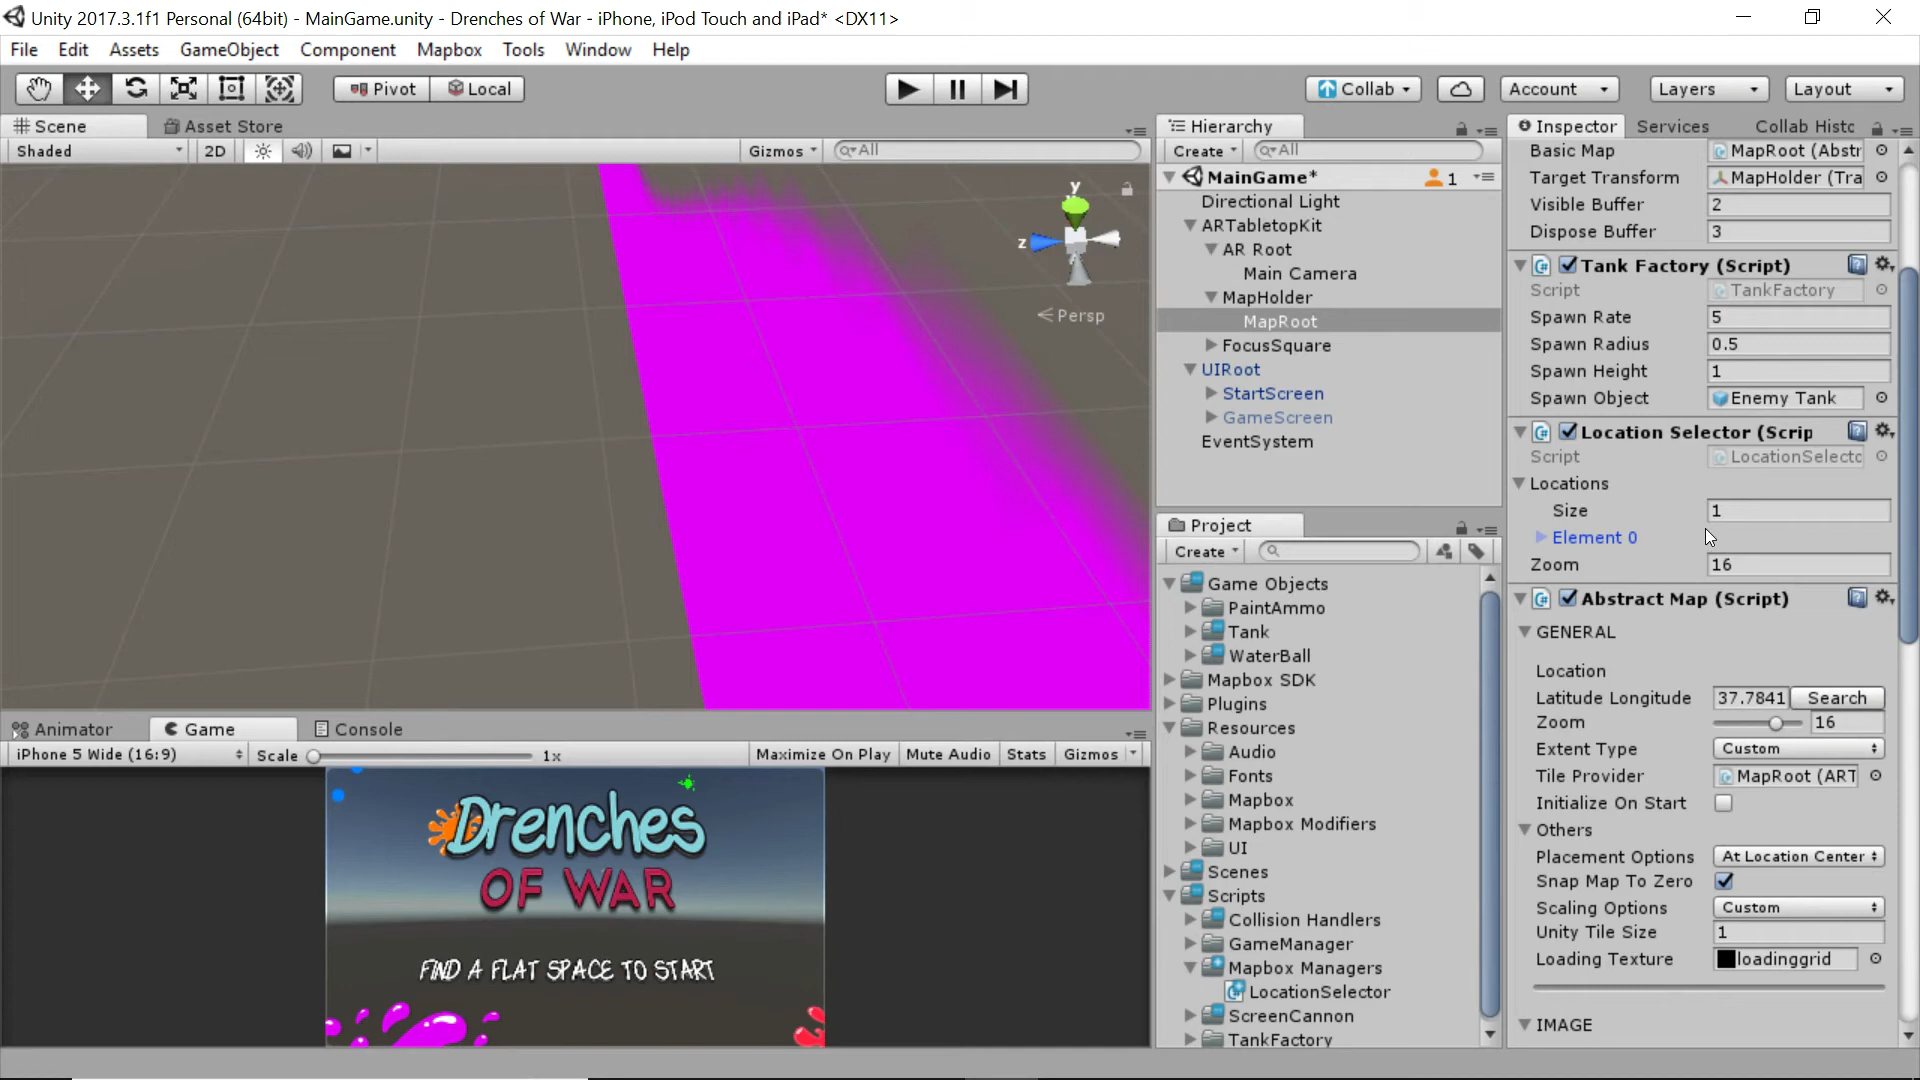 Unity 2017.3.1f1 Personal (64bit) - MainGame.unity - Drenches of War - iPhone, iPod Touch and iPad* <DX11>
File Edit Assets GameObject Component Mapbox Tools Window Help
Pivot Local Collab Account Layers Layout
Scene Asset Store
Shaded 2D Gizmos All
y
z
Persp
Animator Game Console
iPhone 5 Wide (16:9) Scale 1x Maximize On Play Mute Audio Stats Gizmos
Drenches
OF WAR
FIND A FLAT SPACE TO START
Hierarchy
Create All
MainGame* 1
Directional Light
ARTabletopKit
AR Root
Main Camera
MapHolder
MapRoot
FocusSquare
UIRoot
StartScreen
GameScreen
EventSystem
Project
Create
Game Objects
PaintAmmo
Tank
WaterBall
Mapbox SDK
Plugins
Resources
Audio
Fonts
Mapbox
Mapbox Modifiers
UI
Scenes
Scripts
Collision Handlers
GameManager
Mapbox Managers
LocationSelector
ScreenCannon
TankFactory
Inspector Services Collab Histc
Basic Map MapRoot (Abstr
Target Transform MapHolder (Tra
Visible Buffer 2
Dispose Buffer 3
Tank Factory (Script)
Script TankFactory
Spawn Rate 5
Spawn Radius 0.5
Spawn Height 1
Spawn Object Enemy Tank
Location Selector (Scrip
Script LocationSelectc
Locations
Size 1
Element 0
Zoom 16
Abstract Map (Script)
GENERAL
Location
Latitude Longitude 37.7841 Search
Zoom 16
Extent Type Custom
Tile Provider MapRoot (ART
Initialize On Start
Others
Placement Options At Location Center
Snap Map To Zero
Scaling Options Custom
Unity Tile Size 1
Loading Texture loadinggrid
IMAGE